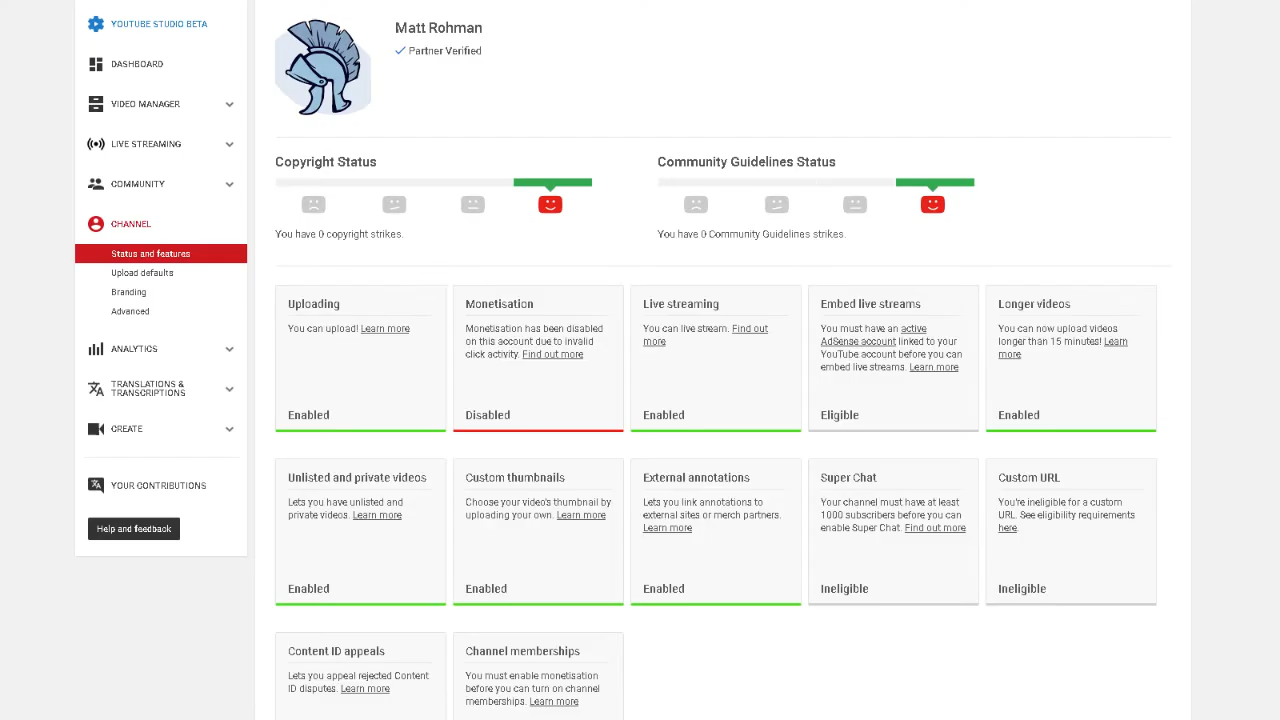 YOUTUBE STUDIO BETA
DASHBOARD
VIDEO MANAGER
LIVE STREAMING
COMMUNITY
CHANNEL
Status and features
Upload defaults
Branding
Advanced
ANALYTICS
TRANSLATIONS &
TRANSCRIPTIONS
CREATE
YOUR CONTRIBUTIONS
Help and feedback
Matt Rohman
Partner Verified
Copyright Status
You have 0 copyright strikes.
Community Guidelines Status
You have 0 Community Guidelines strikes.
Uploading
You can upload! Learn more
Enabled
Monetisation
Monetisation has been disabled
on this account due to invalid
click activity. Find out more
Disabled
Live streaming
You can live stream. Find out
more
Enabled
Embed live streams
You must have an active
AdSense account linked to your
YouTube account before you can
embed live streams. Learn more
Eligible
Longer videos
You can now upload videos
longer than 15 minutes! Learn
more
Enabled
Unlisted and private videos
Lets you have unlisted and
private videos. Learn more
Enabled
Custom thumbnails
Choose your video's thumbnail by
uploading your own. Learn more
Enabled
External annotations
Lets you link annotations to
external sites or merch partners.
Learn more
Enabled
Super Chat
Your channel must have at least
1000 subscribers before you can
enable Super Chat. Find out more
Ineligible
Custom URL
You're ineligible for a custom
URL. See eligibility requirements
here.
Ineligible
Content ID appeals
Lets you appeal rejected Content
ID disputes. Learn more
Channel memberships
You must enable monetisation
before you can turn on channel
memberships. Learn more